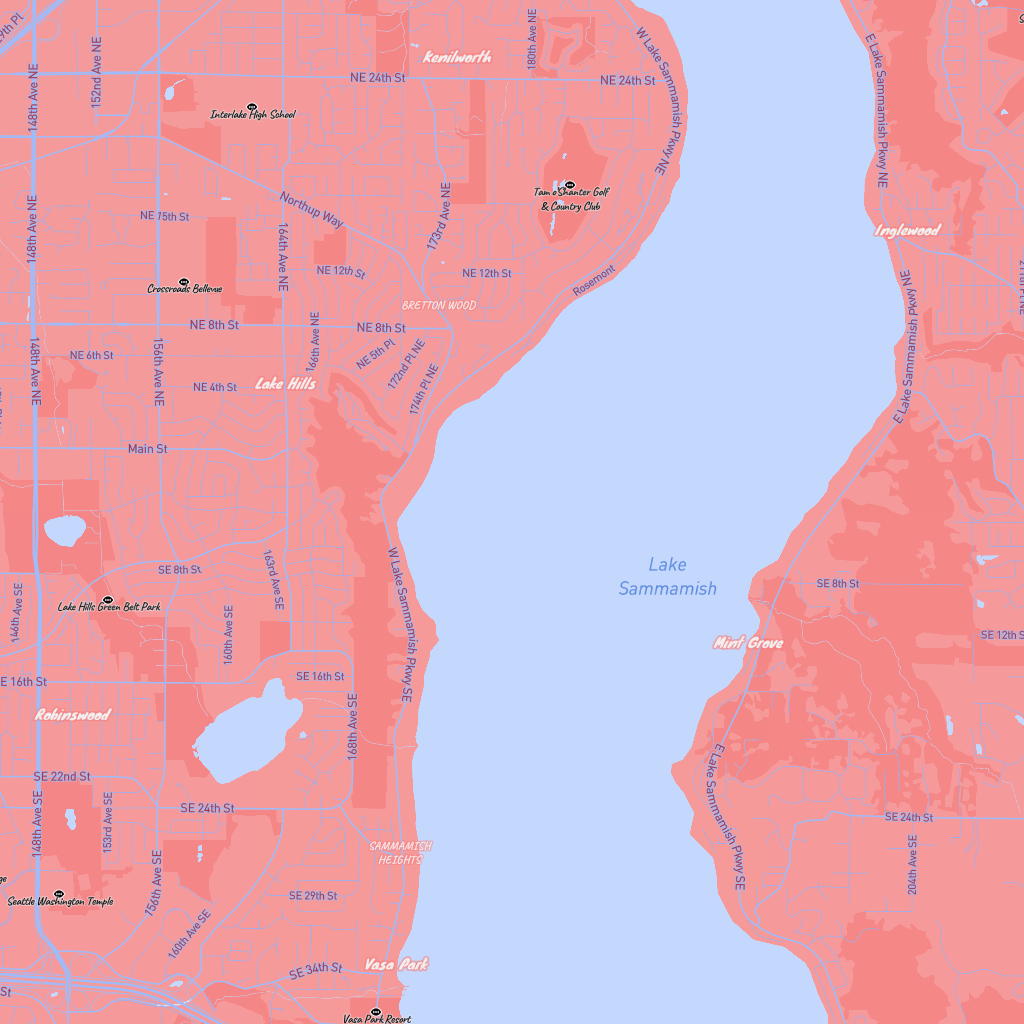 148th Ave NE
152nd Ave NE
180th Ave NE
W Lake Sammamish Pkwy NE
E Lake Sammamish Pkwy NE
Kenilworth
NE 24th St
NE 24th St
Interlake High School
Tam o'Shanter Golf
& Country Club
148th Ave NE
NE 15th St
Northup Way
173rd Ave NE
164th Ave NE
Inglewood
NE 12th St
NE 12th St
Rosemont
Crossroads Bellevue
BRETTON WOOD
E Lake Sammamish Pkwy NE
NE 8th St
NE 8th St
166th Ave NE
148th Ave NE
156th Ave NE
NE 6th St
NE 5th Pl
172nd Pl NE
174th Pl NE
NE 4th St
Lake Hills
Main St
W Lake Sammamish Pkwy SE
Lake
Sammamish
SE 8th St
163rd Ave SE
SE 8th St
146th Ave SE
Lake Hills Green Belt Park
160th Ave SE
SE 12th S
Mint Grove
SE 16th St
E 16th St
168th Ave SE
Robinswood
E Lake Sammamish Pkwy SE
SE 22nd St
148th Ave SE
153rd Ave SE
SE 24th St
SE 24th St
204th Ave SE
SAMMAMISH
HEIGHTS
156th Ave SE
SE 29th St
Seattle Washington Temple
160th Ave SE
Vasa Park
SE 34th St
St
Vasa Park Resort